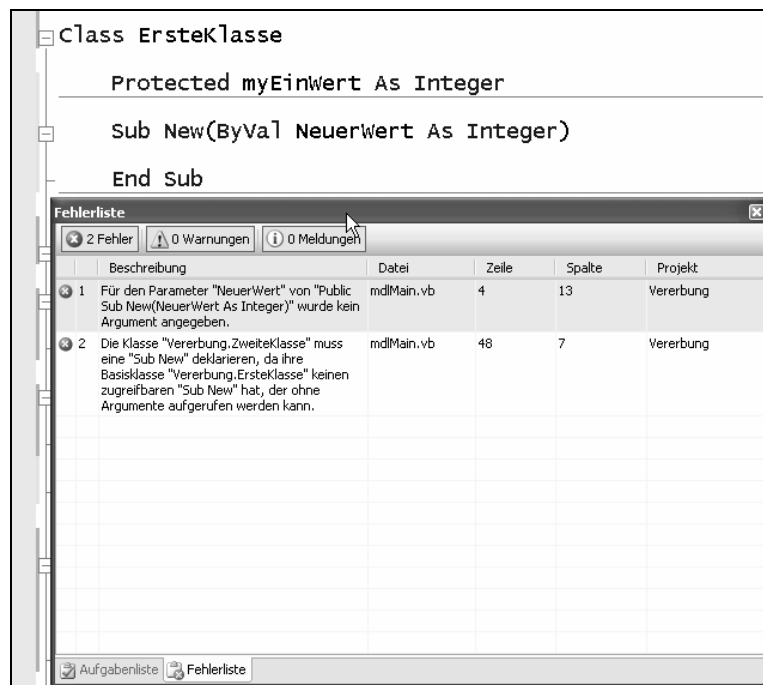 Class ErsteKlasse
Protected myEinWert As Integer
Sub New(ByVal NeuerWert As Integer)
End Sub
Fehlerliste
2 Fehler 0 Warnungen 0 Meldungen
Beschreibung Datei Zeile Spalte Projekt
1 Für den Parameter "NeuerWert" von "Public mdlMain.vb 4 13 Vererbung
Sub New(NeuerWert As Integer)" wurde kein
Argument angegeben.
2 Die Klasse "Vererbung.ZweiteKlasse" muss mdlMain.vb 48 7 Vererbung
eine "Sub New" deklarieren, da ihre
Basisklasse "Vererbung.ErsteKlasse" keinen
zugreifbaren "Sub New" hat, der ohne
Argumente aufgerufen werden kann.
Aufgabenliste Fehlerliste